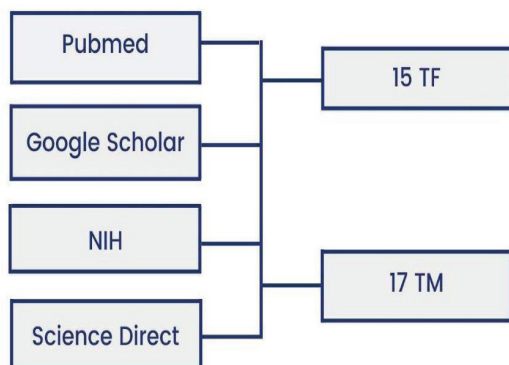 Pubmed
15 TF
Google Scholar
NIH
17 TM
Science Direct